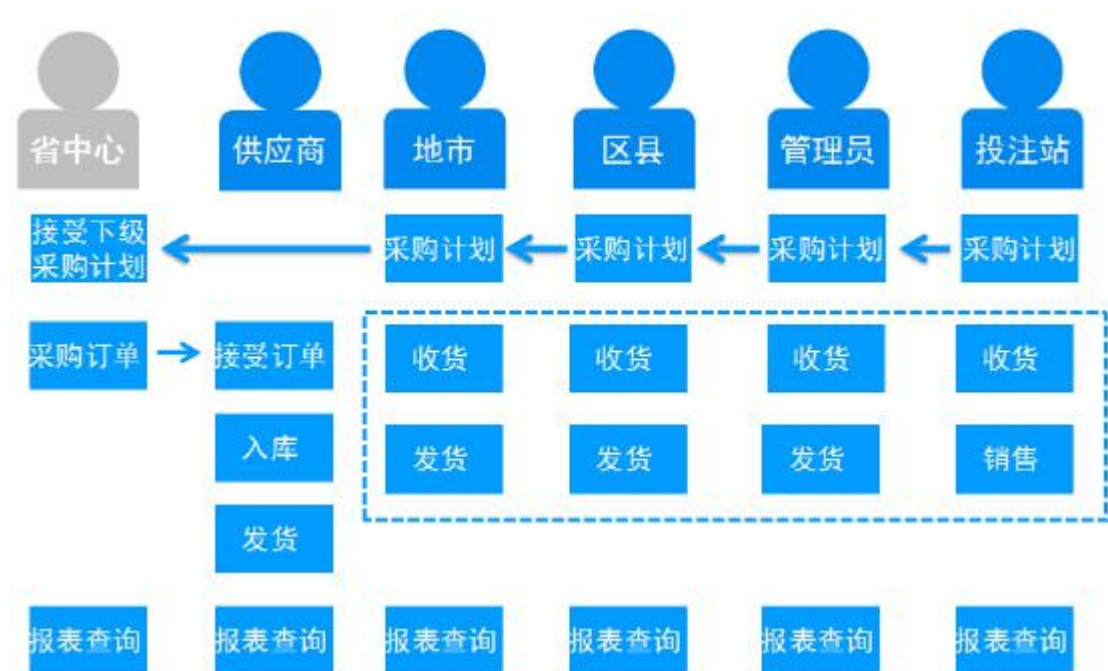 省中心
供应商
地市
区县
管理员
投注站
接受下级
采购计划
采购计划
采购计划
采购计划
采购计划
采购订单
接受订单
收货
收货
收货
收货
入库
发货
发货
发货
销售
发货
报表查询
报表查询
报表查询
报表查询
报表查询
报表查询